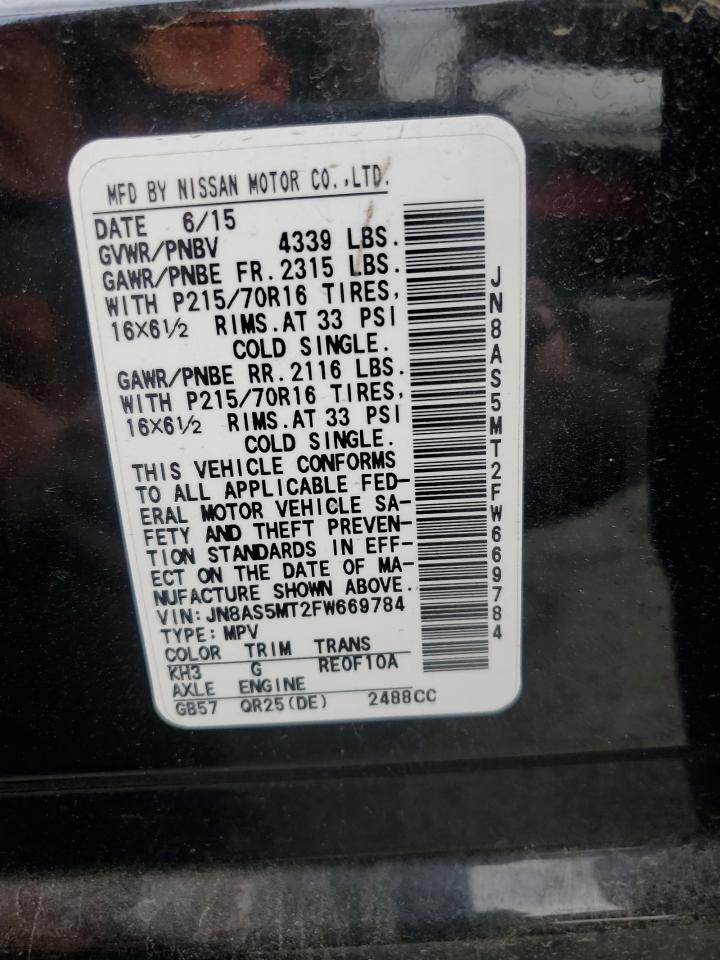 MFD BY NISSAN MOTOR CO.,LTD.
DATE 6/15
GVWR/PNBV 4339 LBS.
GAWR/PNBE FR. 2315 LBS.
WITH P215/70R16 TIRES,
16X6½ RIMS. AT 33 PSI
COLD SINGLE.
GAWR/PNBE RR. 2116 LBS.
WITH P215/70R16 TIRES,
16X6½ RIMS. AT 33 PSI
COLD SINGLE.
THIS VEHICLE CONFORMS
TO ALL APPLICABLE FED-
ERAL MOTOR VEHICLE SA-
FETY AND THEFT PREVEN-
TION STANDARDS IN EFF-
ECT ON THE DATE OF MA-
NUFACTURE SHOWN ABOVE.
VIN: JN8AS5MT2FW669784
TYPE: MPV
COLOR TRIM TRANS
KH3 G RE0F10A
AXLE ENGINE
GB57 QR25(DE) 2488CC
JN8AS5MT2FW669784